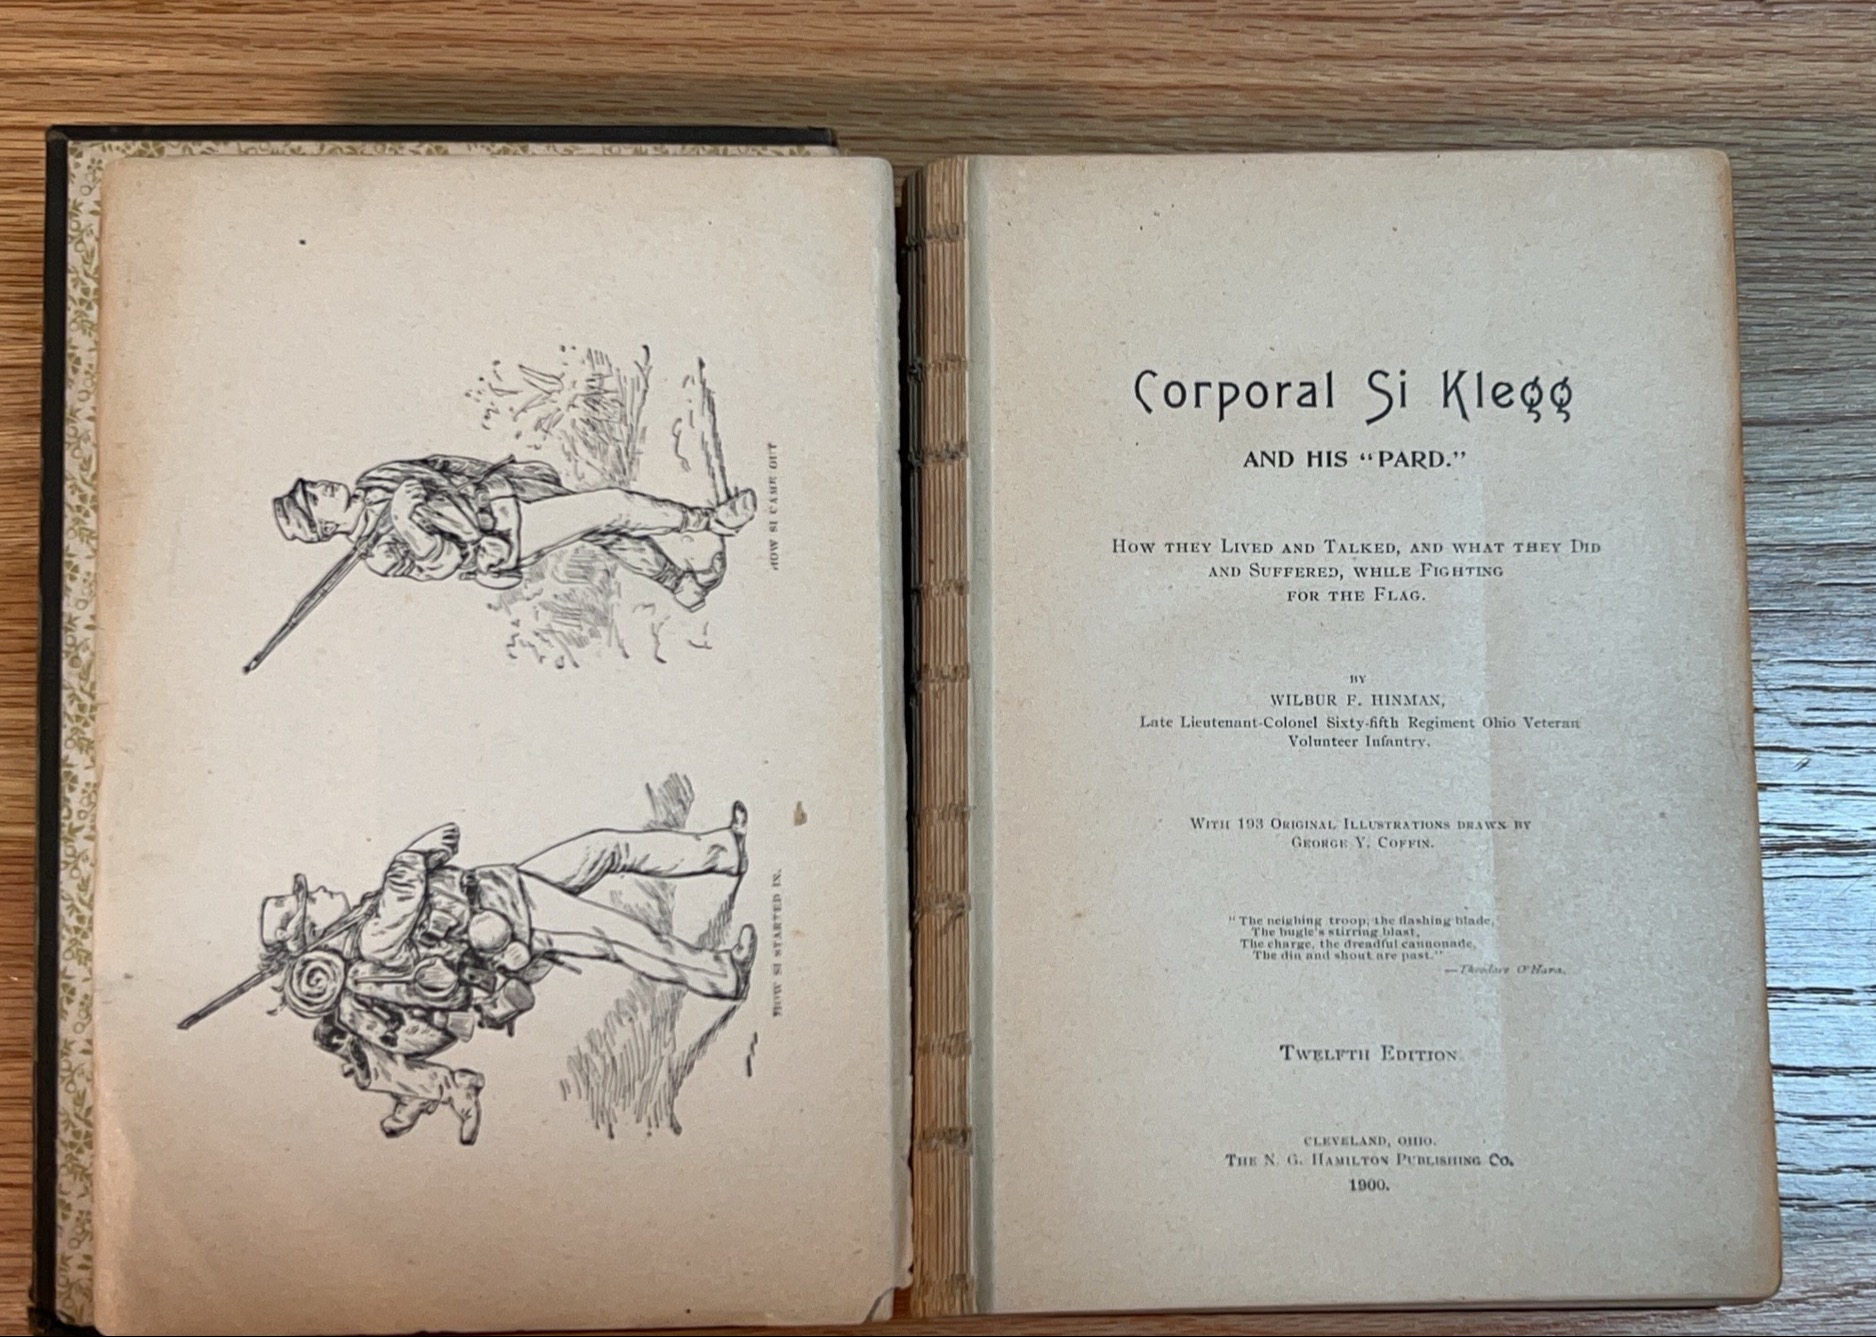 HOW SI STARTED IN.
HOW SI CAME OUT
Corporal Si Klegg
AND HIS “PARD.”
HOW THEY LIVED AND TALKED, AND WHAT THEY DID
AND SUFFERED, WHILE FIGHTING
FOR THE FLAG.
BY
WILBUR F. HINMAN,
Late Lieutenant-Colonel Sixty-fifth Regiment Ohio Veteran
Volunteer Infantry.
WITH 193 ORIGINAL ILLUSTRATIONS DRAWN BY
GEORGE Y. COFFIN.
“The neighing troop, the flashing blade,
The bugle's stirring blast,
The charge, the dreadful cannonade,
The din and shout are past.”
—Theodore O'Hara.
TWELFTH EDITION
CLEVELAND, OHIO.
THE N. G. HAMILTON PUBLISHING CO.
1900.